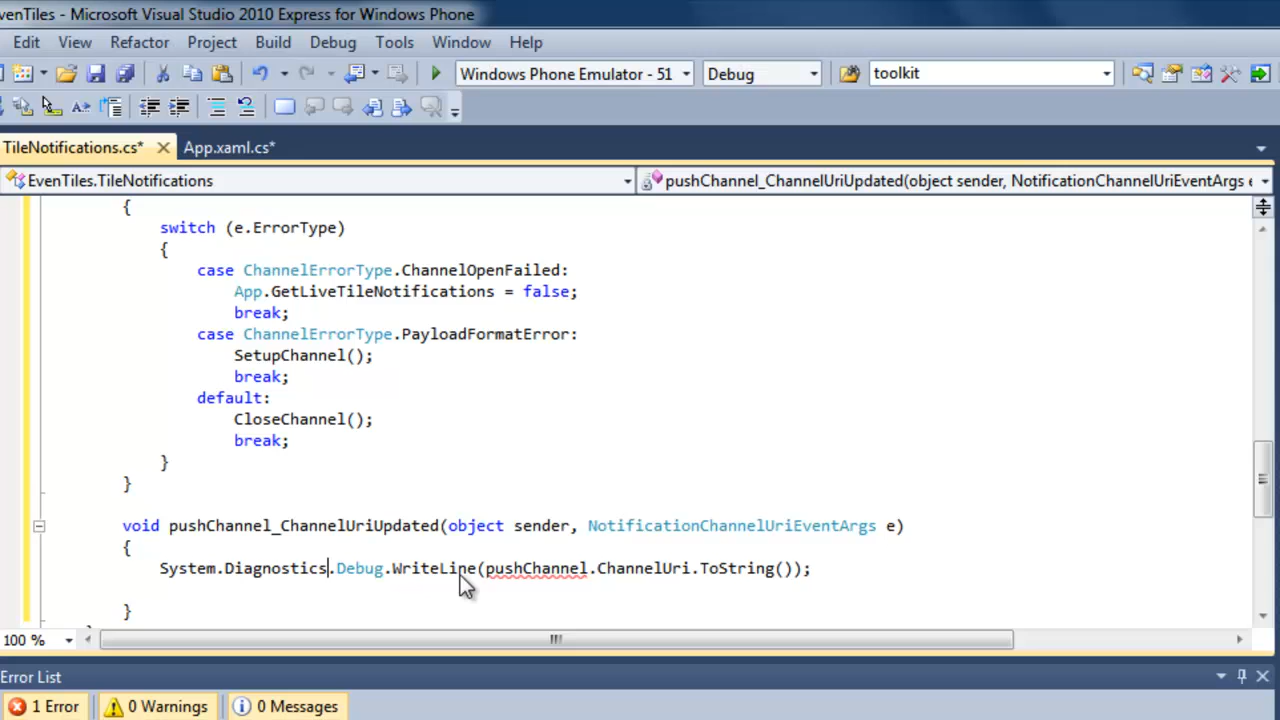 EvenTiles - Microsoft Visual Studio 2010 Express for Windows Phone
Edit View Refactor Project Build Debug Tools Window Help
Windows Phone Emulator - 51 Debug toolkit
TileNotifications.cs* App.xaml.cs*
EvenTiles.TileNotifications pushChannel_ChannelUriUpdated(object sender, NotificationChannelUriEventArgs e
{
switch (e.ErrorType)
{
case ChannelErrorType.ChannelOpenFailed:
App.GetLiveTileNotifications = false;
break;
case ChannelErrorType.PayloadFormatError:
SetupChannel();
break;
default:
CloseChannel();
break;
}
}
void pushChannel_ChannelUriUpdated(object sender, NotificationChannelUriEventArgs e)
{
System.Diagnostics.Debug.WriteLine(pushChannel.ChannelUri.ToString());
}
100 %
Error List
1 Error 0 Warnings 0 Messages